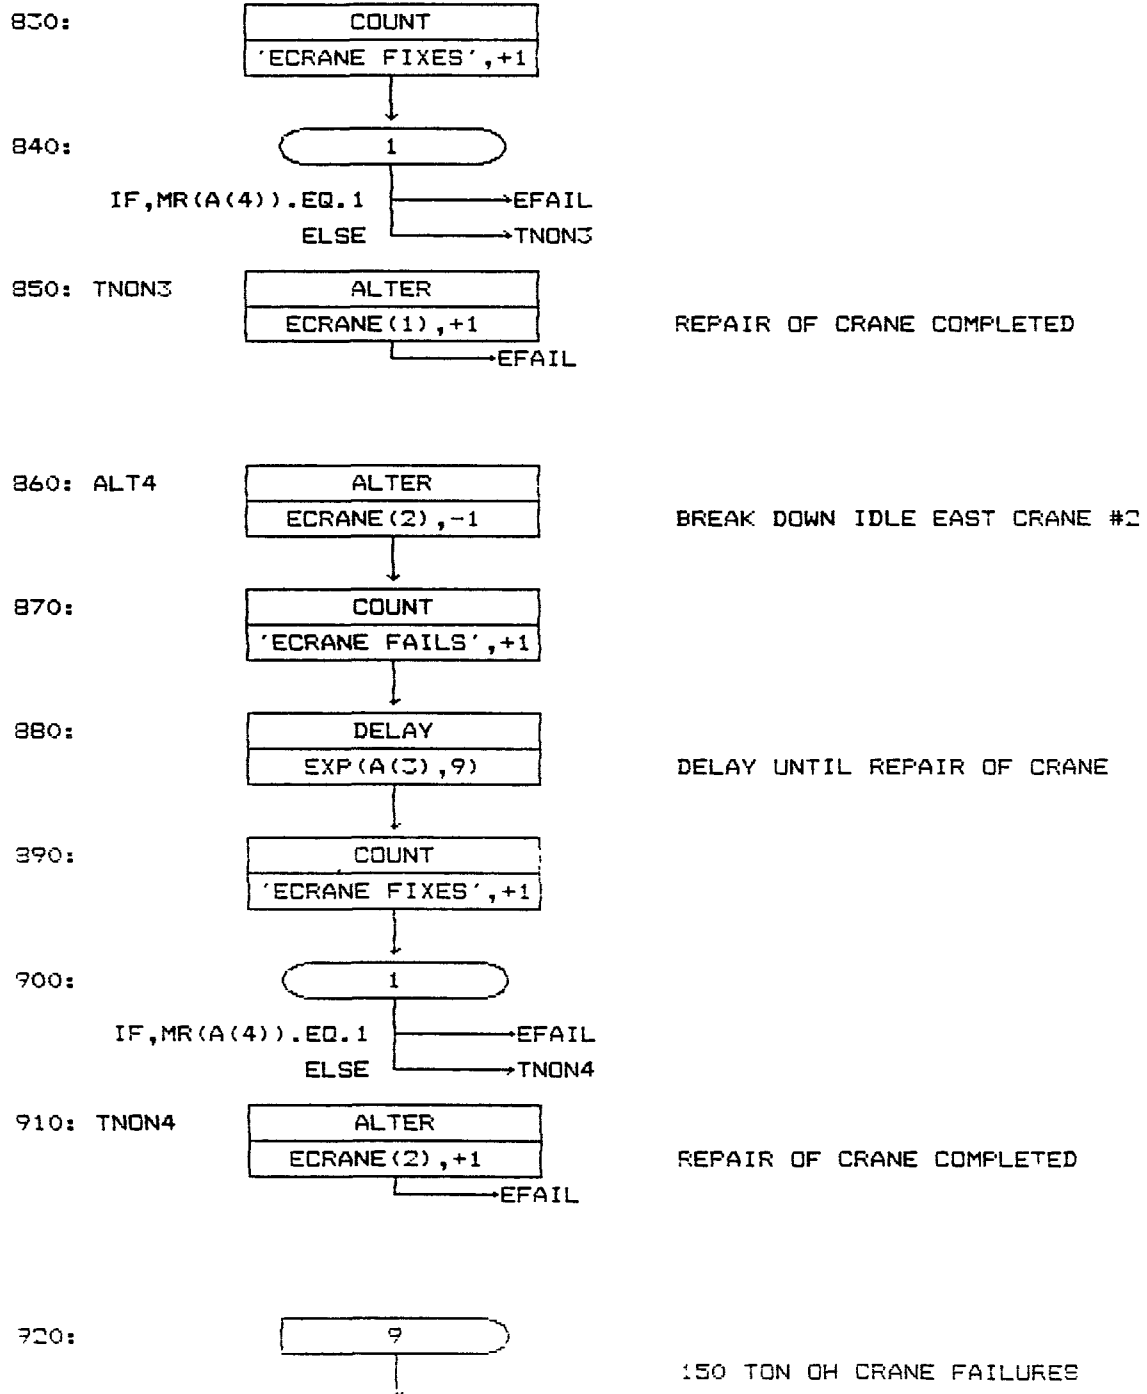 830: COUNT
'ECRANE FIXES',+1
840: 1
IF,MR(A(4)).EQ.1 EFAIL
ELSE TNON3
850: TNON3 ALTER
ECRANE(1),+1 REPAIR OF CRANE COMPLETED
EFAIL
860: ALT4 ALTER
ECRANE(2),-1 BREAK DOWN IDLE EAST CRANE #2
870: COUNT
'ECRANE FAILS',+1
880: DELAY
EXP(A(3),9) DELAY UNTIL REPAIR OF CRANE
890: COUNT
'ECRANE FIXES',+1
900: 1
IF,MR(A(4)).EQ.1 EFAIL
ELSE TNON4
910: TNON4 ALTER
ECRANE(2),+1 REPAIR OF CRANE COMPLETED
EFAIL
920: 9
150 TON OH CRANE FAILURES